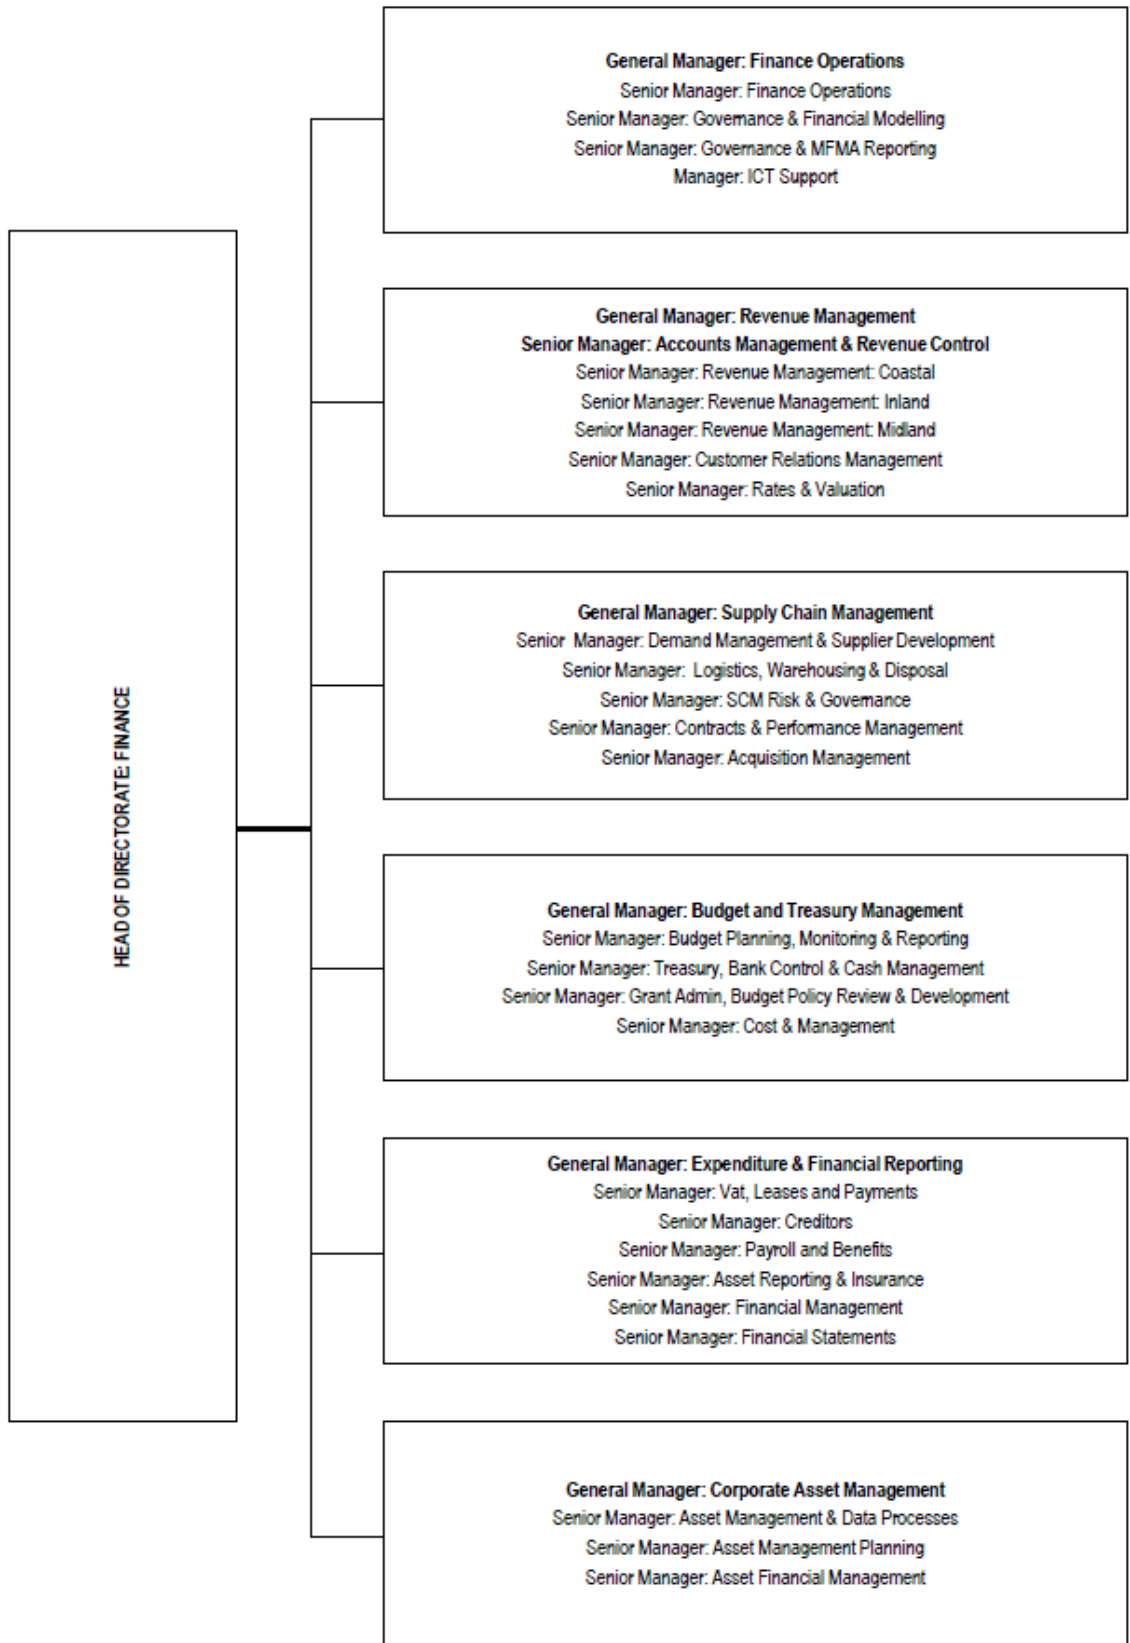 HEAD OF DIRECTORATE: FINANCE
General Manager: Finance Operations
Senior Manager: Finance Operations
Senior Manager: Governance & Financial Modelling
Senior Manager: Governance & MFMA Reporting
Manager: ICT Support
General Manager: Revenue Management
Senior Manager: Accounts Management & Revenue Control
Senior Manager: Revenue Management: Coastal
Senior Manager: Revenue Management: Inland
Senior Manager: Revenue Management: Midland
Senior Manager: Customer Relations Management
Senior Manager: Rates & Valuation
General Manager: Supply Chain Management
Senior  Manager: Demand Management & Supplier Development
Senior Manager:  Logistics, Warehousing & Disposal
Senior Manager: SCM Risk & Governance
Senior Manager: Contracts & Performance Management
Senior Manager: Acquisition Management
General Manager: Budget and Treasury Management
Senior Manager: Budget Planning, Monitoring & Reporting
Senior Manager: Treasury, Bank Control & Cash Management
Senior Manager: Grant Admin, Budget Policy Review & Development
Senior Manager: Cost & Management
General Manager: Expenditure & Financial Reporting
Senior Manager: Vat, Leases and Payments
Senior Manager: Creditors
Senior Manager: Payroll and Benefits
Senior Manager: Asset Reporting & Insurance
Senior Manager: Financial Management
Senior Manager: Financial Statements
General Manager: Corporate Asset Management
Senior Manager: Asset Management & Data Processes
Senior Manager: Asset Management Planning
Senior Manager: Asset Financial Management